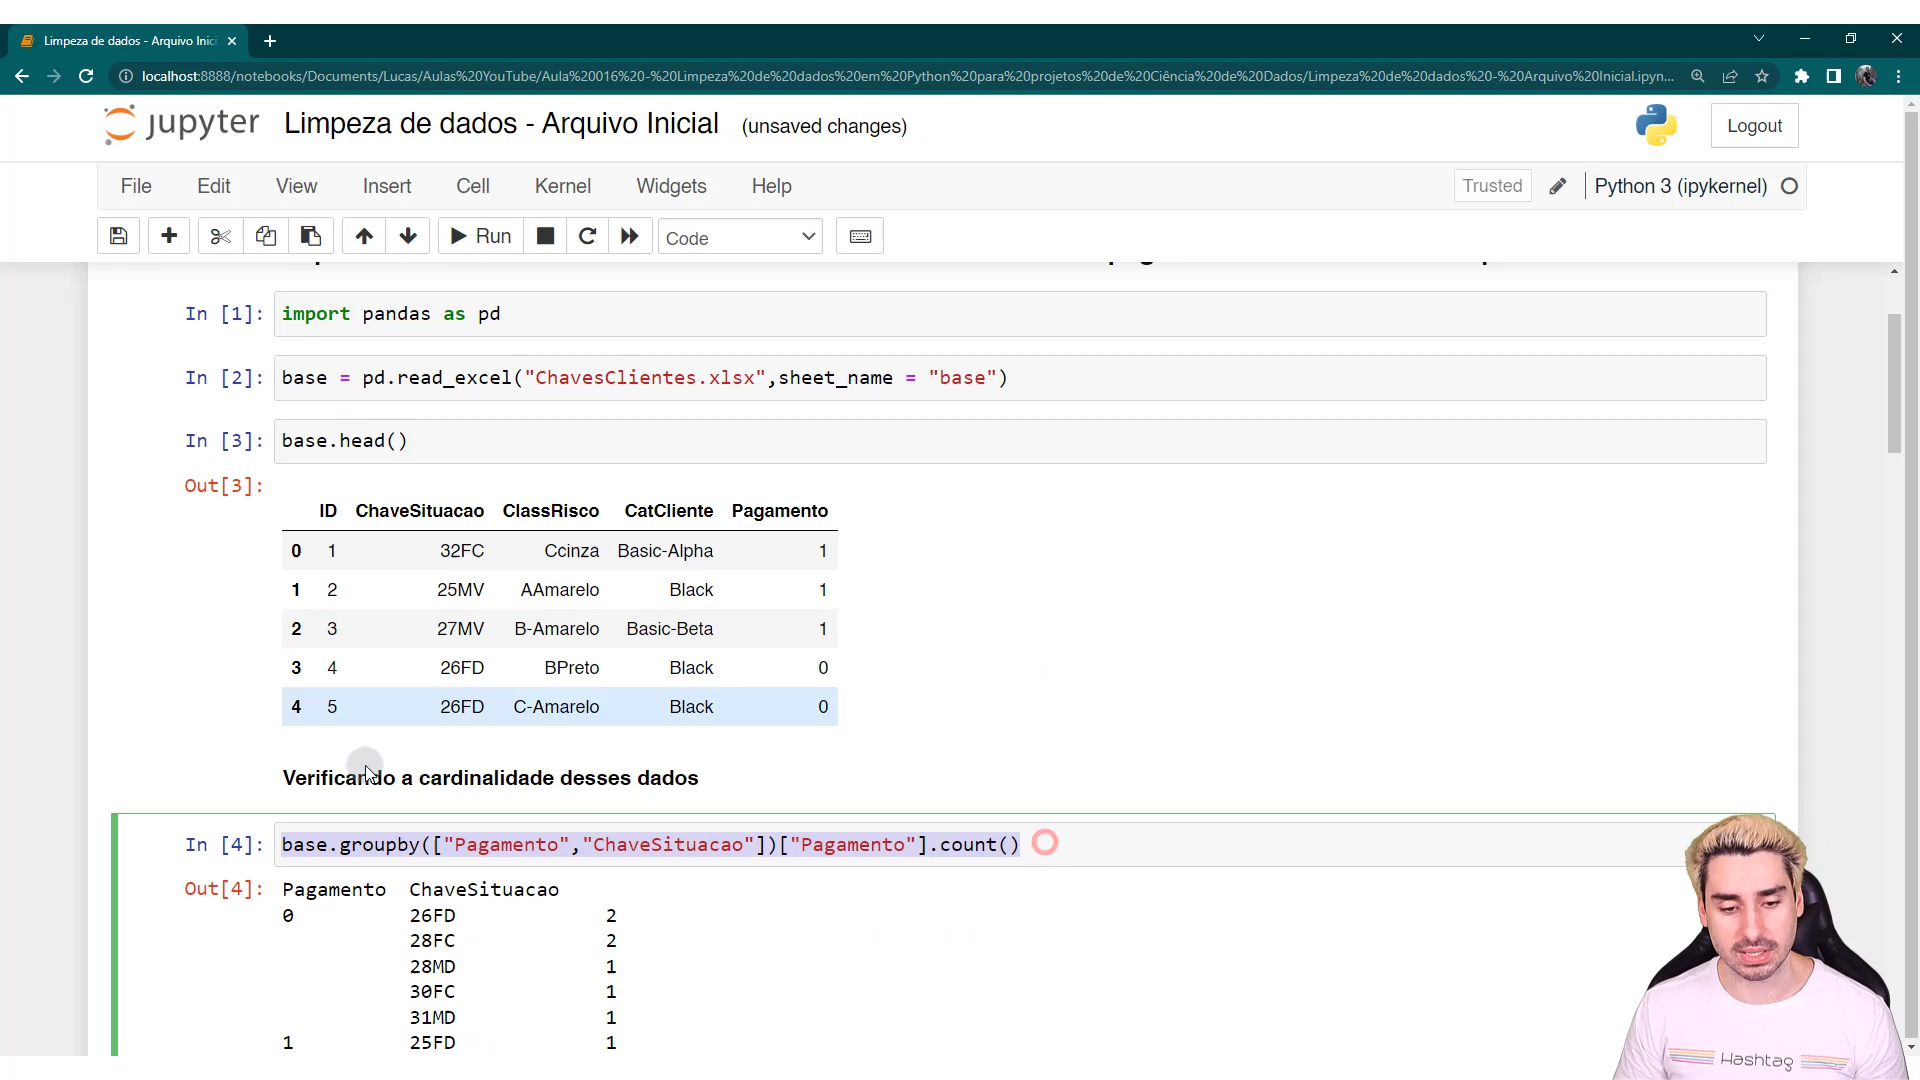 Limpeza de dados - Arquivo Inici
localhost:8888/notebooks/Documents/Lucas/Aulas%20YouTube/Aula%20016%20-%20Limpeza%20de%20dados%20em%20Python%20para%20projetos%20de%20Ciência%20de%20Dados/Limpeza%20de%20dados%20-%20Arquivo%20Inicial.ipyn...
jupyter Limpeza de dados - Arquivo Inicial (unsaved changes) Logout
File Edit View Insert Cell Kernel Widgets Help Trusted Python 3 (ipykernel)
Run Code
In [1]: import pandas as pd
In [2]: base = pd.read_excel("ChavesClientes.xlsx",sheet_name = "base")
In [3]: base.head()
Out[3]:
ID ChaveSituacao ClassRisco CatCliente Pagamento
0 1 32FC Ccinza Basic-Alpha 1
1 2 25MV AAmarelo Black 1
2 3 27MV B-Amarelo Basic-Beta 1
3 4 26FD BPreto Black 0
4 5 26FD C-Amarelo Black 0
Verificando a cardinalidade desses dados
In [4]: base.groupby(["Pagamento","ChaveSituacao"])["Pagamento"].count()
Out[4]: Pagamento ChaveSituacao
0 26FD 2
28FC 2
28MD 1
30FC 1
31MD 1
1 25FD 1
Hashtag